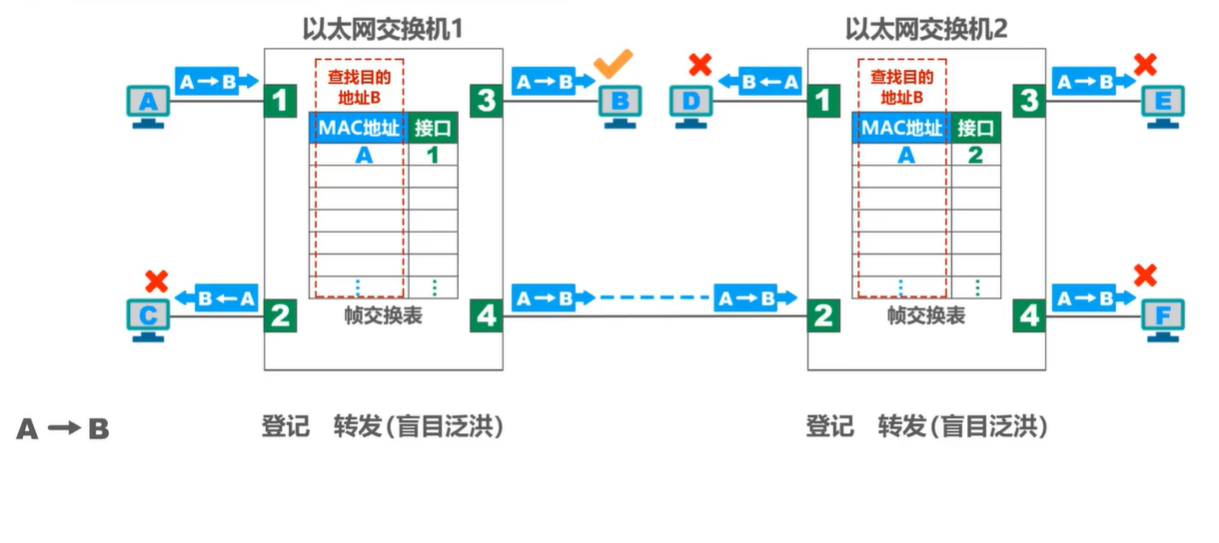 以太网交换机1
以太网交换机2
A→B
查找目的
地址B
A→B
B←A
查找目的
地址B
A→B
A
1
3
B
D
1
3
E
MAC地址 接口
A 1
MAC地址 接口
A 2
⋮ ⋮
⋮ ⋮
B←A
A→B
A→B
A→B
C
2
帧交换表
4
2
帧交换表
4
F
A→B
登记 转发(盲目泛洪)
登记 转发(盲目泛洪)